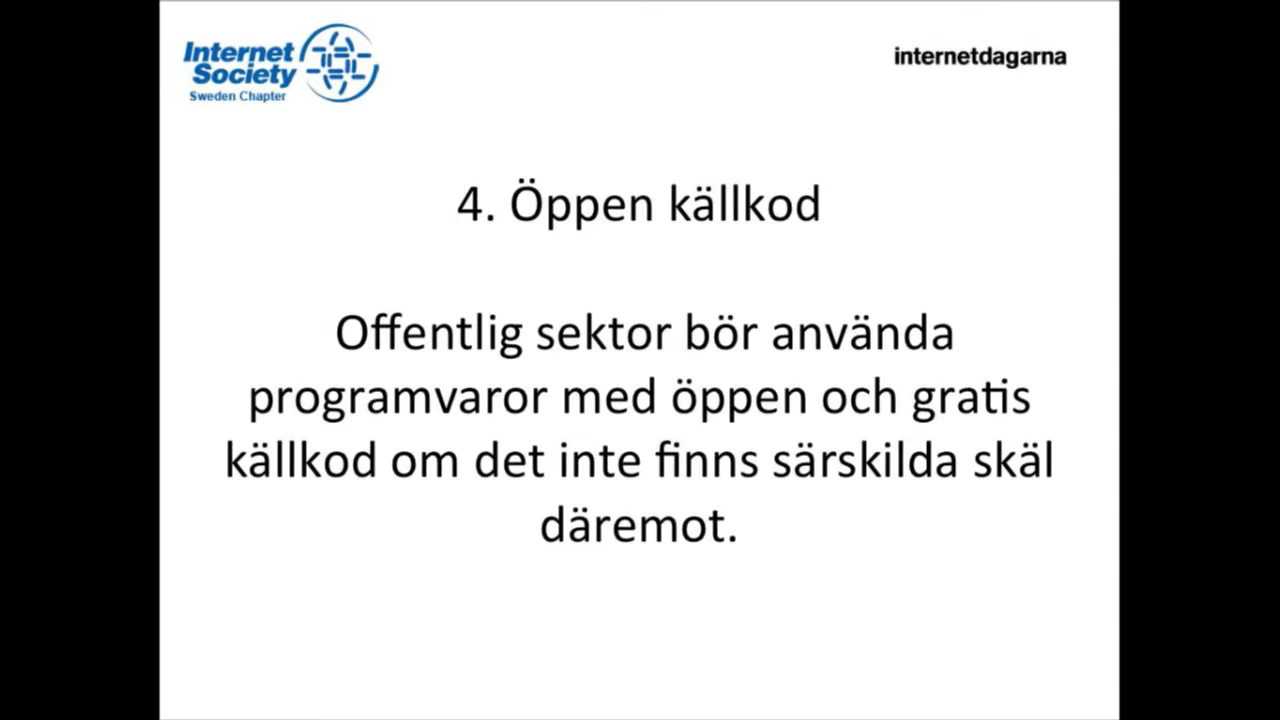 Internet
Society
Sweden Chapter
internetdagarna
4. Öppen källkod
Offentlig sektor bör använda
programvaror med öppen och gratis
källkod om det inte finns särskilda skäl
däremot.